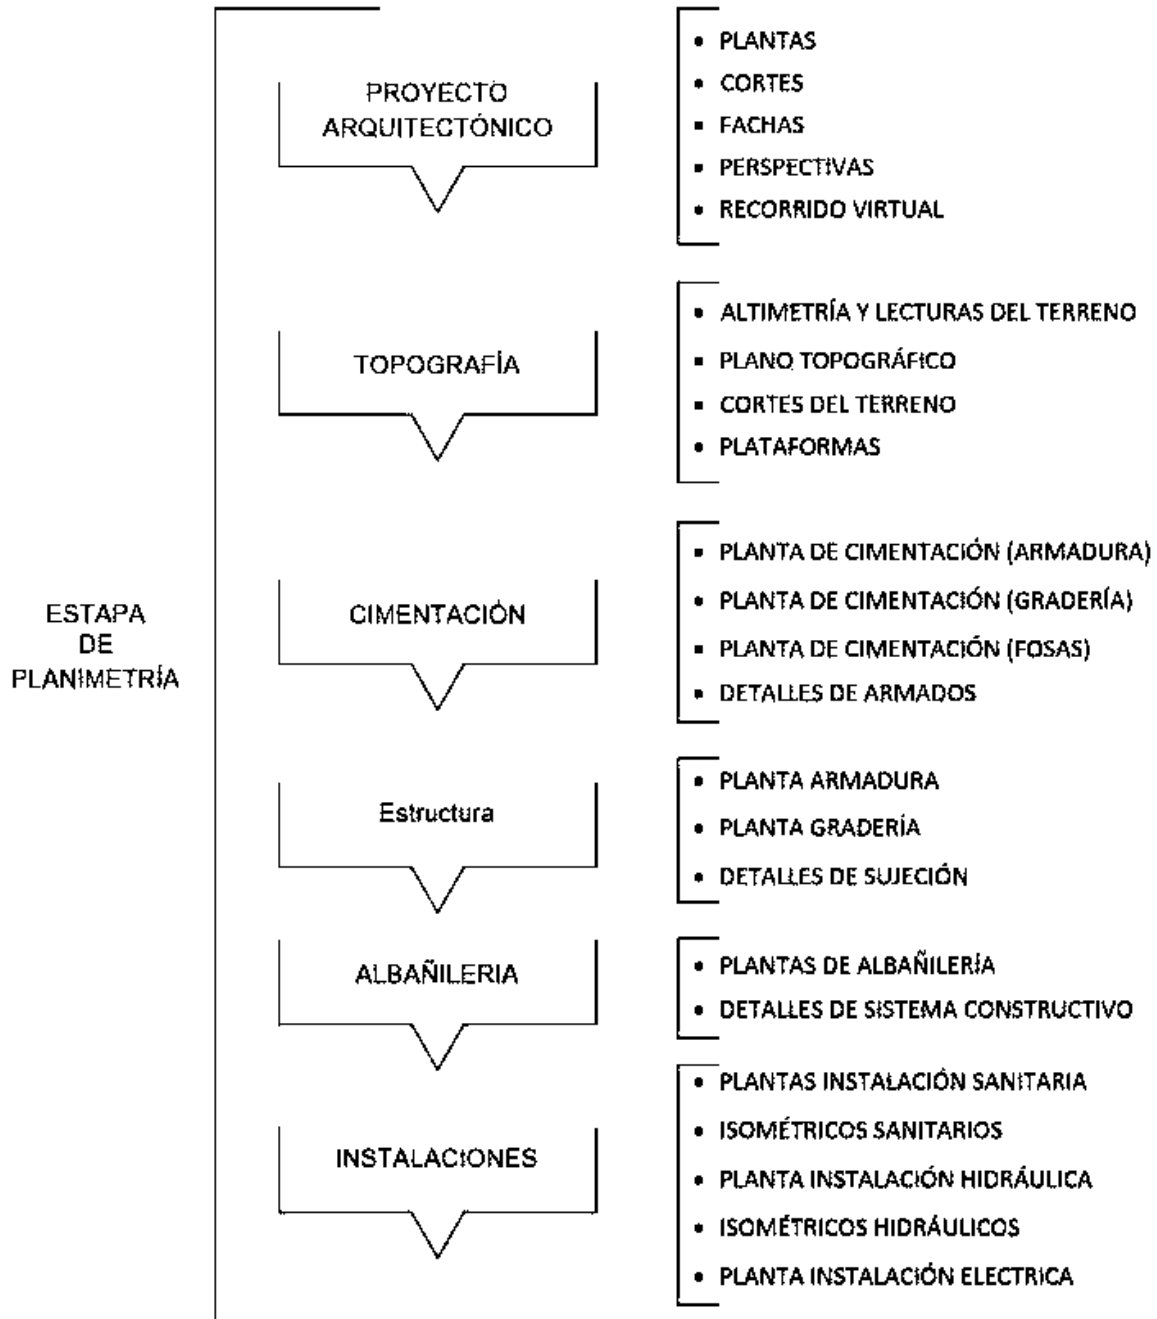 ESTAPA
DE
PLANIMETRÍA
PROYECTO
ARQUITECTÓNICO
• PLANTAS
• CORTES
▪ FACHAS
▪ PERSPECTIVAS
• RECORRIDO VIRTUAL
TOPOGRAFÍA
• ALTIMETRÍA Y LECTURAS DEL TERRENO
▪ PLANO TOPOGRÁFICO
▪ CORTES DEL TERRENO
• PLATAFORMAS
CIMENTACIÓN
▪ PLANTA DE CIMENTACIÓN (ARMADURA)
• PLANTA DE CIMENTACIÓN (GRADERÍA)
▪ PLANTA DE CIMENTACIÓN (FOSAS)
• DETALLES DE ARMADOS
Estructura
• PLANTA ARMADURA
• PLANTA GRADERÍA
• DETALLES DE SUJECIÓN
ALBAÑILERIA
• PLANTAS DE ALBAÑILERÍA
• DETALLES DE SISTEMA CONSTRUCTIVO
INSTALACIONES
• PLANTAS INSTALACIÓN SANITARIA
• ISOMÉTRICOS SANITARIOS
• PLANTA INSTALACIÓN HIDRÁULICA
• ISOMÉTRICOS HIDRÁULICOS
• PLANTA INSTALACIÓN ELECTRICA